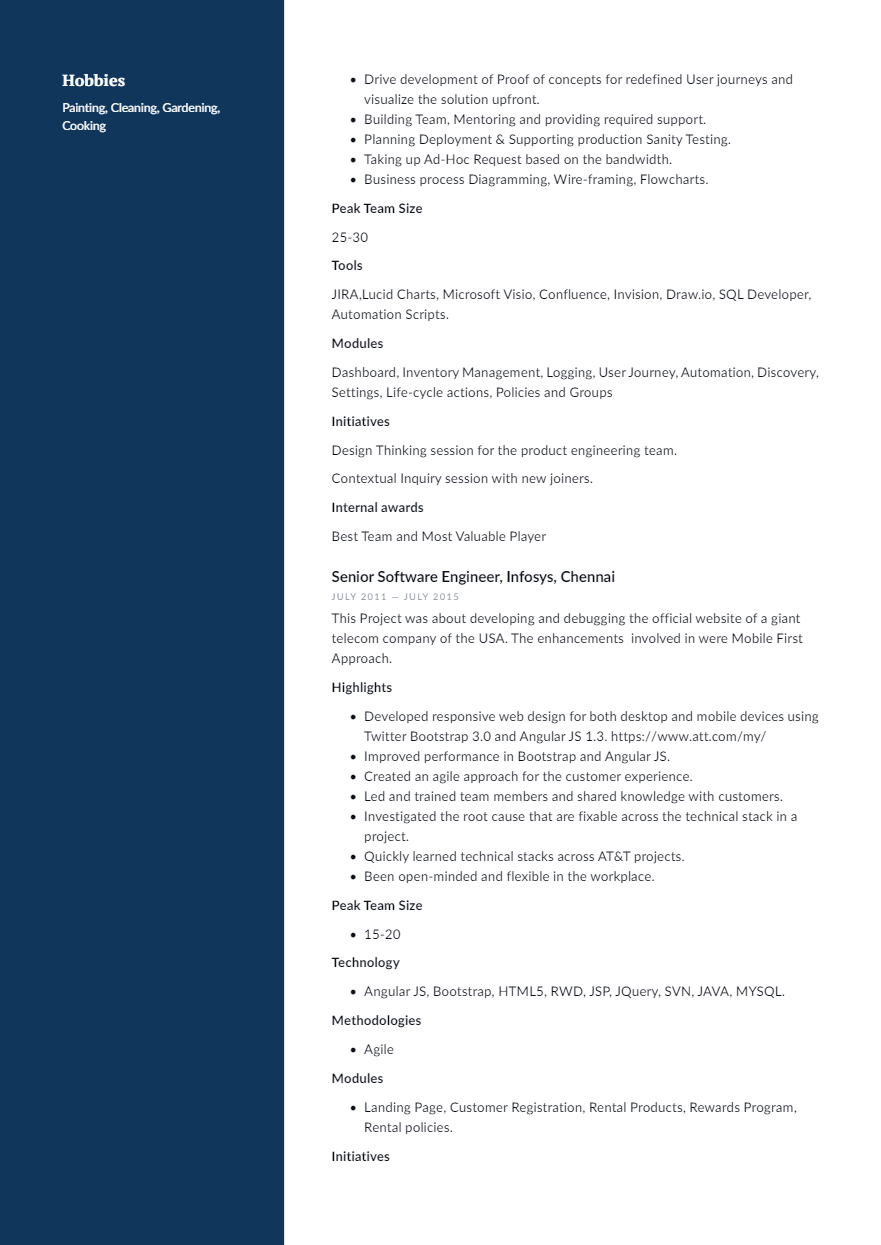 Hobbies
Painting, Cleaning, Gardening,
Cooking
• Drive development of Proof of concepts for redefined User journeys and
visualize the solution upfront.
• Building Team, Mentoring and providing required support.
• Planning Deployment & Supporting production Sanity Testing.
• Taking up Ad-Hoc Request based on the bandwidth.
• Business process Diagramming, Wire-framing, Flowcharts.
Peak Team Size
25-30
Tools
JIRA,Lucid Charts, Microsoft Visio, Confluence, Invision, Draw.io, SQL Developer,
Automation Scripts.
Modules
Dashboard, Inventory Management, Logging, User Journey, Automation, Discovery,
Settings, Life-cycle actions, Policies and Groups
Initiatives
Design Thinking session for the product engineering team.
Contextual Inquiry session with new joiners.
Internal awards
Best Team and Most Valuable Player
Senior Software Engineer, Infosys, Chennai
JULY 2011 — JULY 2015
This Project was about developing and debugging the official website of a giant
telecom company of the USA. The enhancements  involved in were Mobile First
Approach.
Highlights
• Developed responsive web design for both desktop and mobile devices using
Twitter Bootstrap 3.0 and Angular JS 1.3. https://www.att.com/my/
• Improved performance in Bootstrap and Angular JS.
• Created an agile approach for the customer experience.
• Led and trained team members and shared knowledge with customers.
• Investigated the root cause that are fixable across the technical stack in a
project.
• Quickly learned technical stacks across AT&T projects.
• Been open-minded and flexible in the workplace.
Peak Team Size
• 15-20
Technology
• Angular JS, Bootstrap, HTML5, RWD, JSP, JQuery, SVN, JAVA, MYSQL.
Methodologies
• Agile
Modules
• Landing Page, Customer Registration, Rental Products, Rewards Program,
Rental policies.
Initiatives